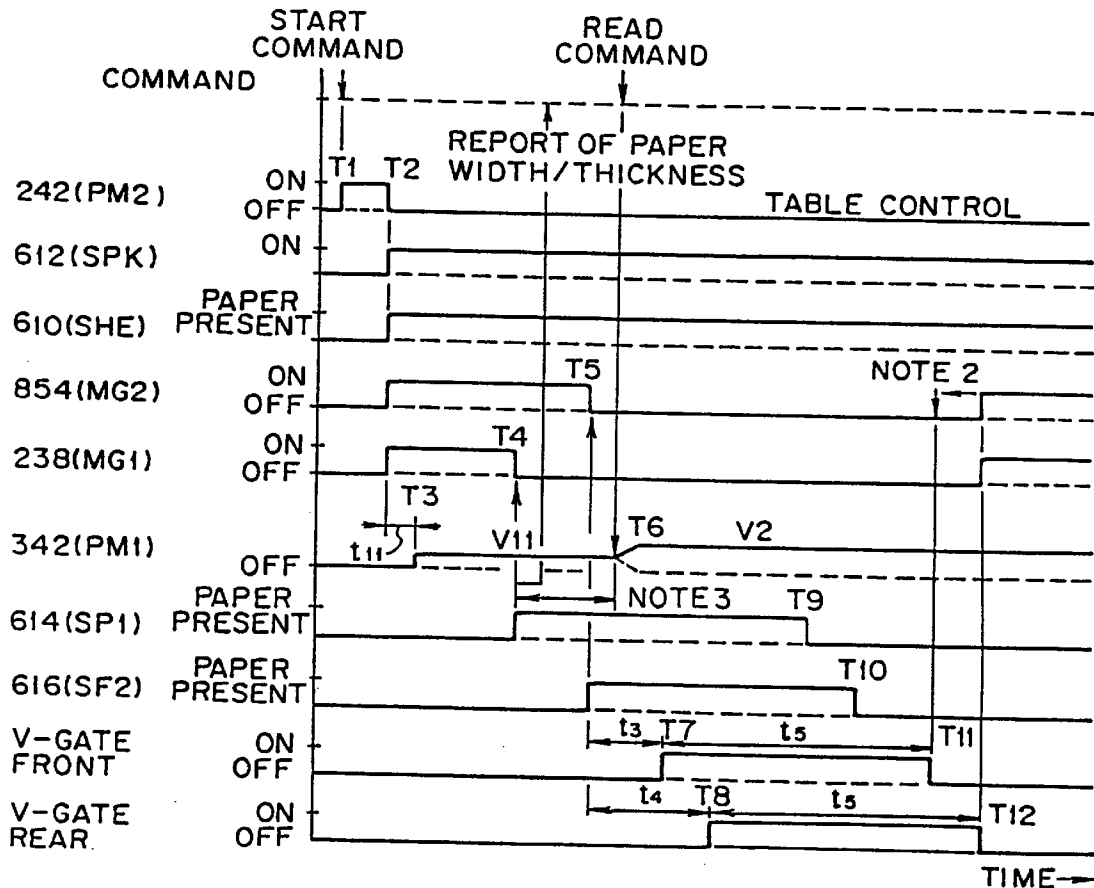 START
COMMAND
READ
COMMAND
COMMAND
REPORT OF PAPER
WIDTH/THICKNESS
T1 T2
242(PM2) ON
OFF
TABLE CONTROL
612(SPK) ON
610(SHE) PAPER
PRESENT
854(MG2) ON
OFF
T5
NOTE 2
238(MG1) ON
OFF
T4
T3
t11
342(PM1) OFF
V11
T6
V2
NOTE 3
614(SP1) PAPER
PRESENT
T9
616(SF2) PAPER
PRESENT
T10
V-GATE
FRONT
ON
OFF
t3 T7 t5 T11
V-GATE
REAR.
ON
OFF
t4 T8 t5 T12
TIME